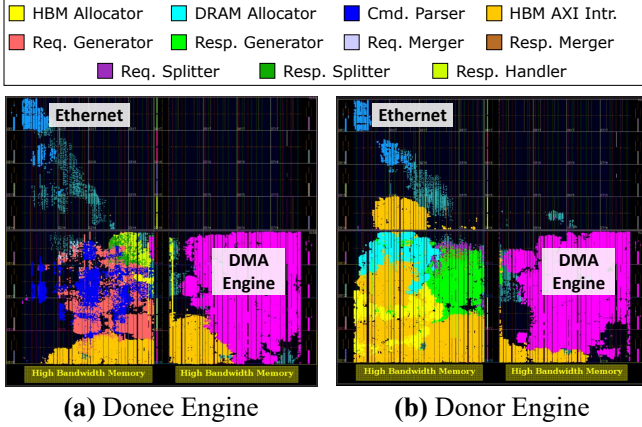 HBM Allocator DRAM Allocator Cmd. Parser HBM AXI Intr.
Req. Generator Resp. Generator Req. Merger Resp. Merger
Req. Splitter Resp. Splitter Resp. Handler
Ethernet
DMA
Engine
High Bandwidth Memory High Bandwidth Memory
(a) Donee Engine
Ethernet
DMA
Engine
High Bandwidth Memory High Bandwidth Memory
(b) Donor Engine